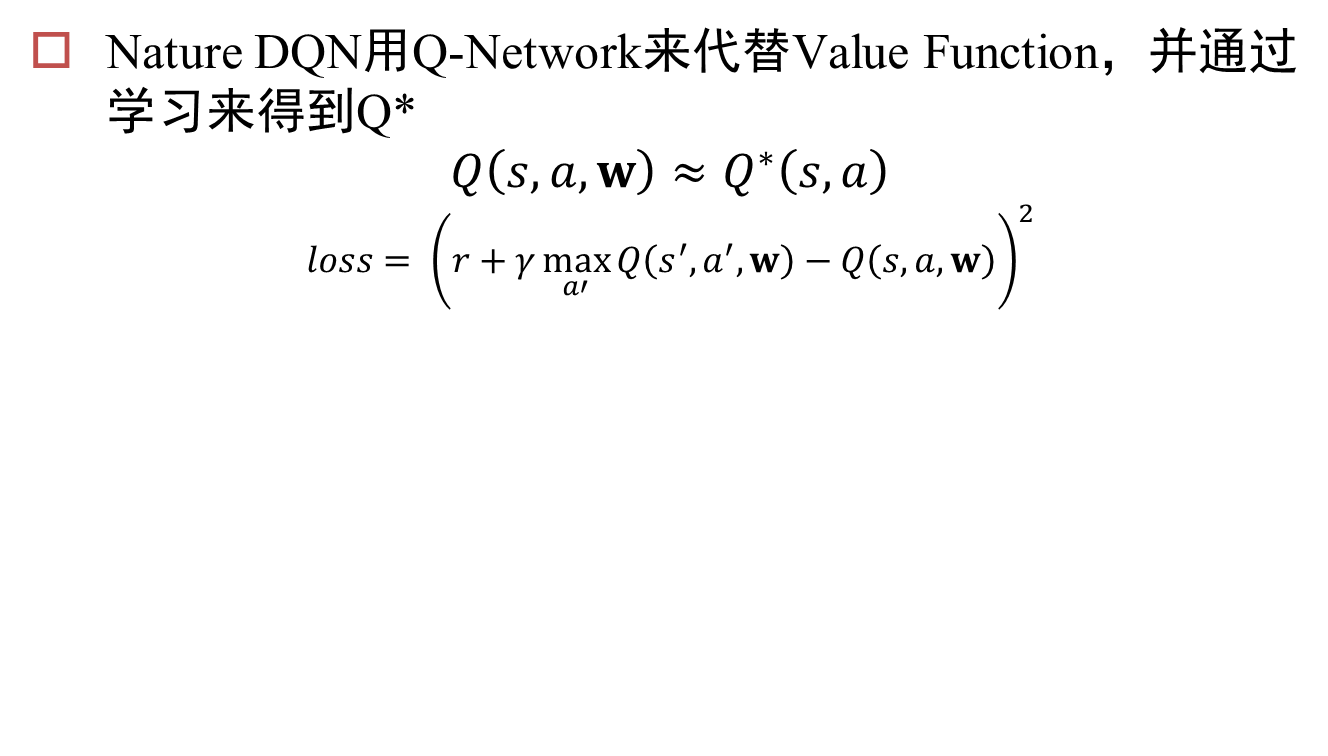 Nature DQN用Q-Network来代替Value Function，并通过
学习来得到Q*
Q(s, a, w) ≈ Q*(s, a)
loss = (r + γ max_{a′} Q(s′, a′, w) − Q(s, a, w))²